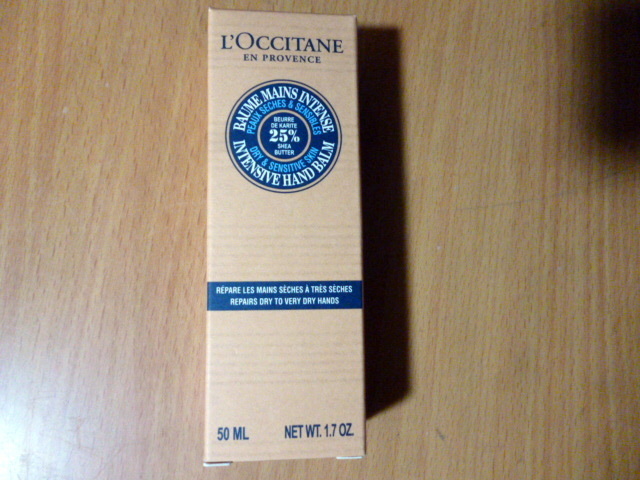 L'OCCITANE
EN PROVENCE
BAUME MAINS INTENSE
PEAUX SÈCHES & SENSIBLES
BEURRE
DE KARITÉ
25%
SHEA
BUTTER
DRY & SENSITIVE SKIN
INTENSIVE HAND BALM
RÉPARE LES MAINS SÈCHES À TRÈS SÈCHES
REPAIRS DRY TO VERY DRY HANDS
50 ML NET WT. 1.7 OZ.